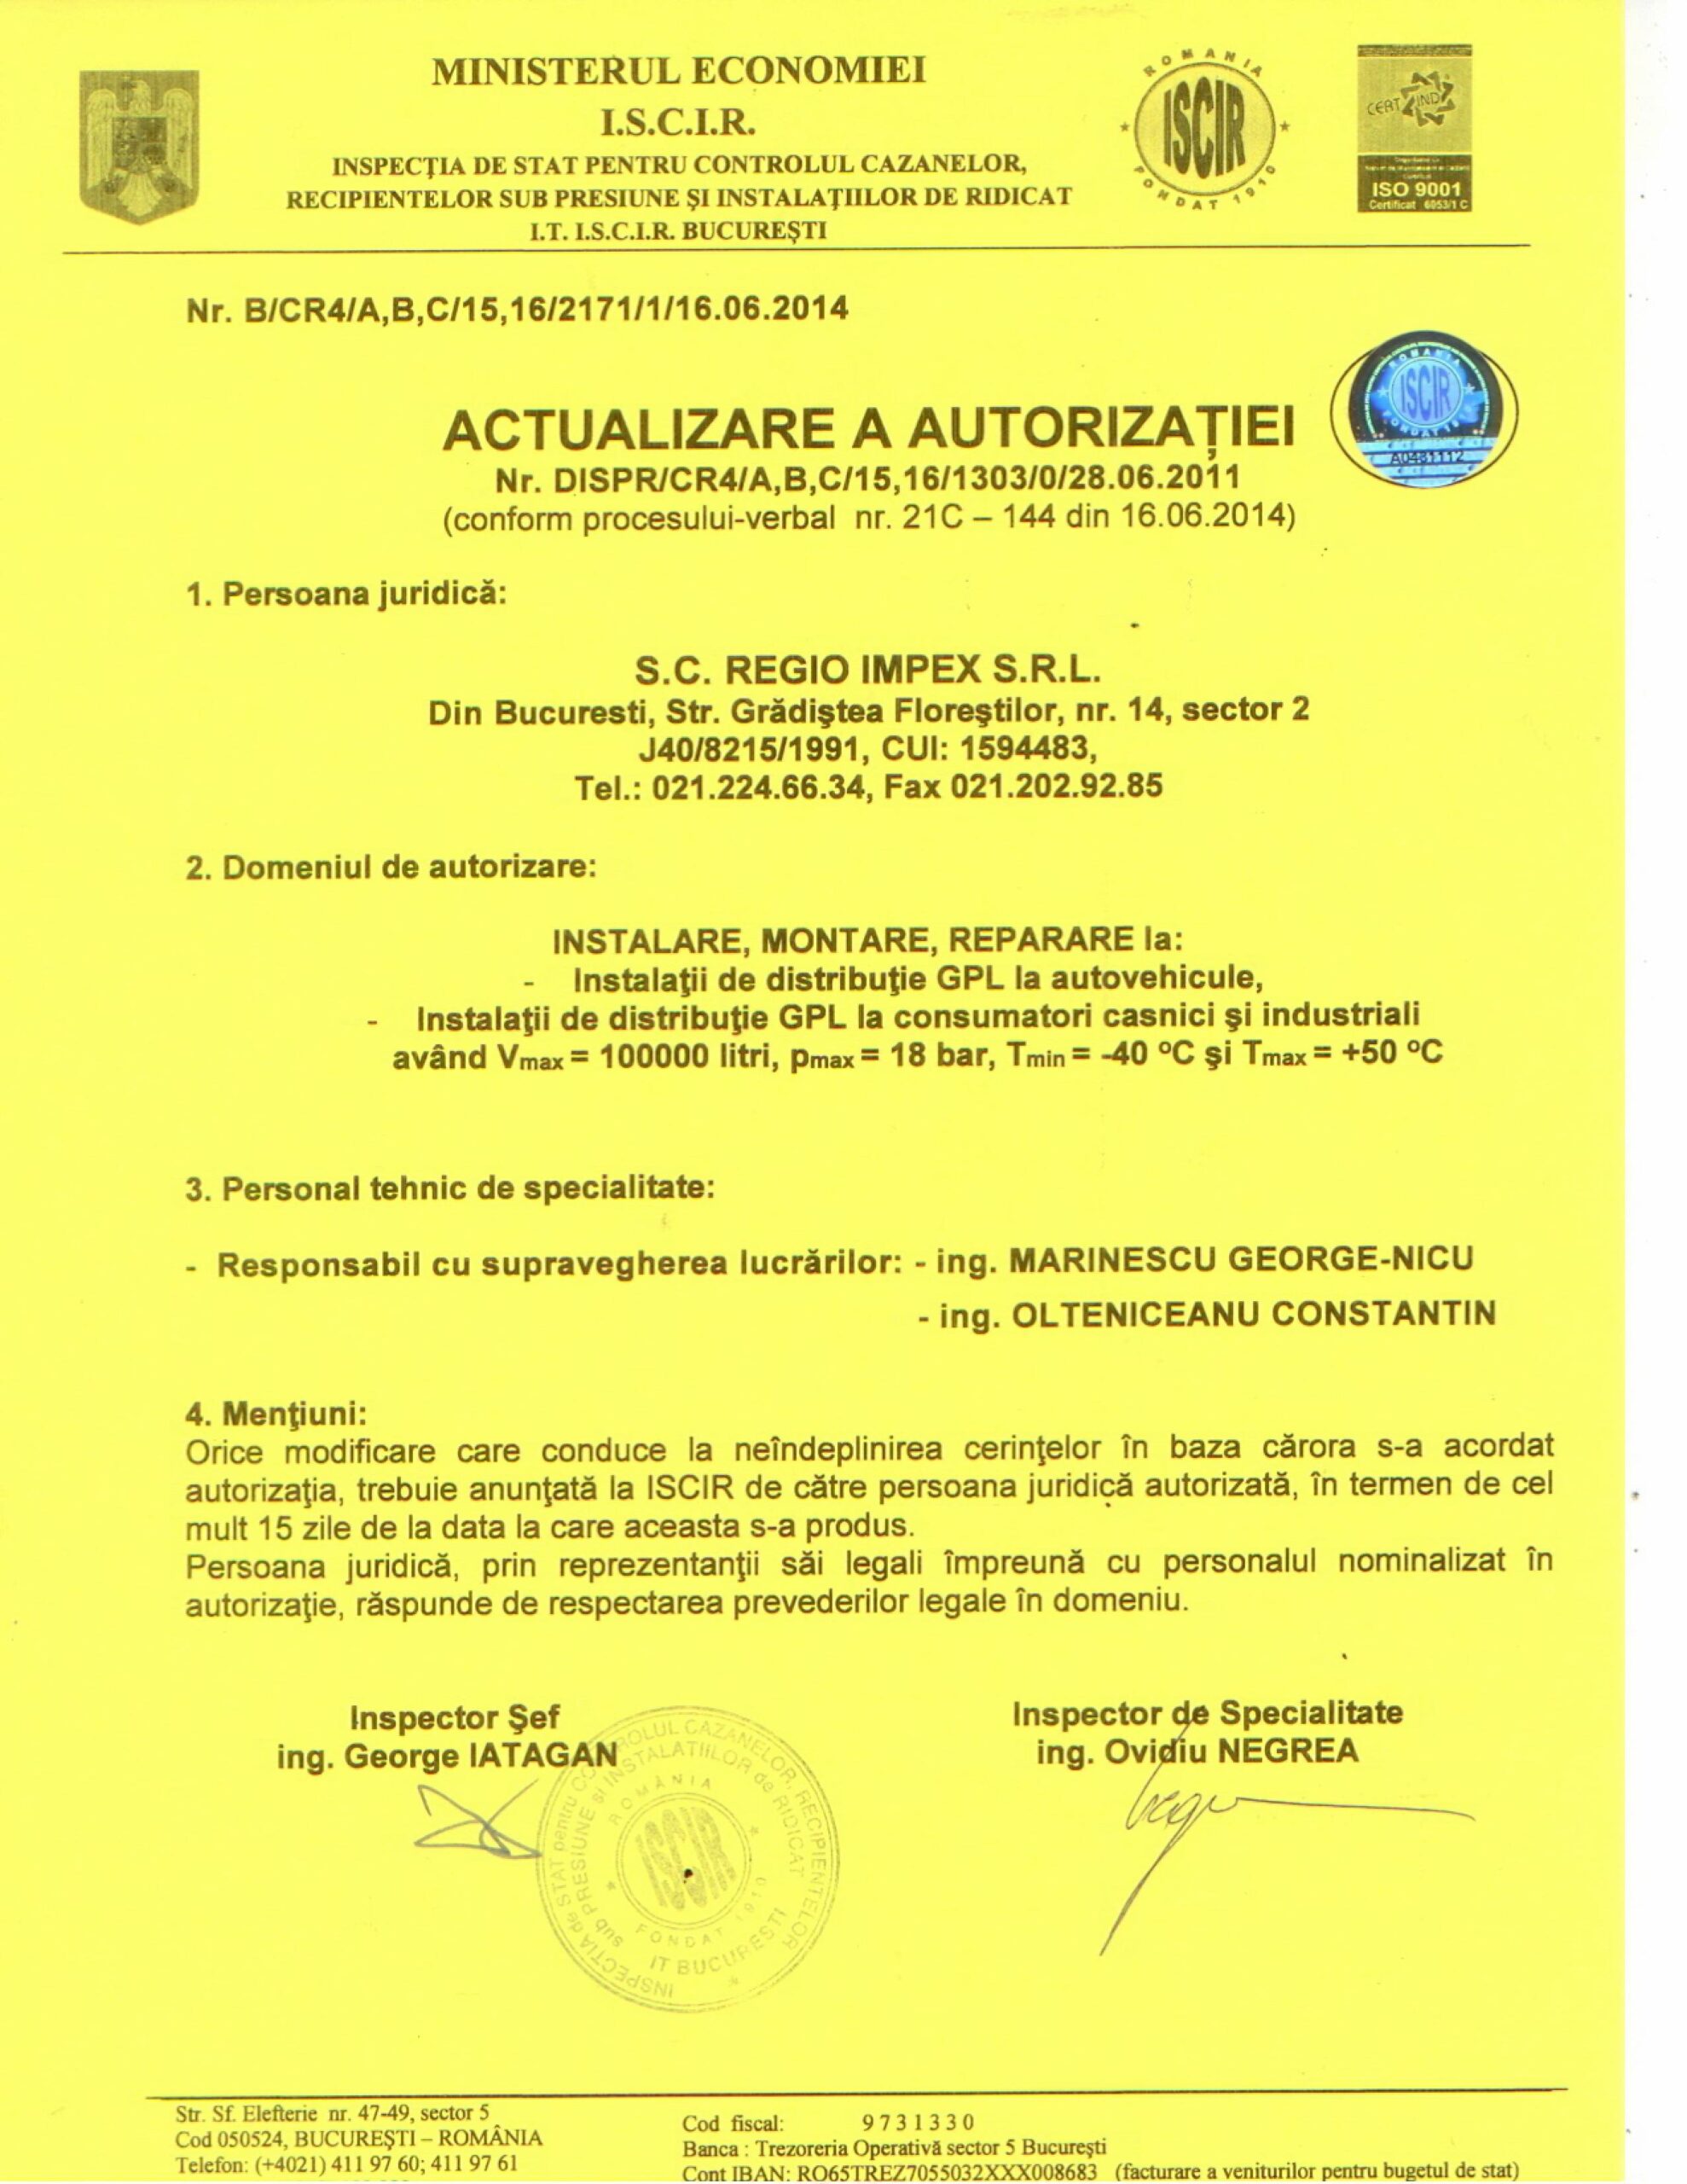 MINISTERUL ECONOMIEI
I.S.C.I.R.
INSPECŢIA DE STAT PENTRU CONTROLUL CAZANELOR,
RECIPIENTELOR SUB PRESIUNE ŞI INSTALAŢIILOR DE RIDICAT
I.T. I.S.C.I.R. BUCUREŞTI
ROMANIA
ISCIR
FONDAT 1910
CERT IND
ISO 9001
Certificat 6053/1 C
Nr. B/CR4/A,B,C/15,16/2171/1/16.06.2014
ROMANIA
ISCIR
A0431112
ACTUALIZARE A AUTORIZAȚIEI
Nr. DISPR/CR4/A,B,C/15,16/1303/0/28.06.2011
(conform procesului-verbal nr. 21C – 144 din 16.06.2014)
1. Persoana juridică:
S.C. REGIO IMPEX S.R.L.
Din Bucuresti, Str. Grădiştea Floreştilor, nr. 14, sector 2
J40/8215/1991, CUI: 1594483,
Tel.: 021.224.66.34, Fax 021.202.92.85
2. Domeniul de autorizare:
INSTALARE, MONTARE, REPARARE la:
- Instalaţii de distribuţie GPL la autovehicule,
- Instalaţii de distribuţie GPL la consumatori casnici şi industriali
având Vmax = 100000 litri, pmax = 18 bar, Tmin = -40 ºC şi Tmax = +50 ºC
3. Personal tehnic de specialitate:
- Responsabil cu supravegherea lucrărilor: - ing. MARINESCU GEORGE-NICU
- ing. OLTENICEANU CONSTANTIN
4. Menţiuni:
Orice modificare care conduce la neîndeplinirea cerinţelor în baza cărora s-a acordat
autorizaţia, trebuie anunţată la ISCIR de către persoana juridică autorizată, în termen de cel
mult 15 zile de la data la care aceasta s-a produs.
Persoana juridică, prin reprezentanţii săi legali împreună cu personalul nominalizat în
autorizaţie, răspunde de respectarea prevederilor legale în domeniu.
Inspector Şef
ing. George IATAGAN
Inspector de Specialitate
ing. Ovidiu NEGREA
INSPECŢIA de STAT pentru CONTROLUL CAZANELOR, RECIPIENTELOR
sub PRESIUNE şi INSTALATIILOR de RIDICAT
ROMÂNIA
ISCIR
FONDAT 1910
IT BUCUREŞTI
Str. Sf. Elefterie nr. 47-49, sector 5
Cod 050524, BUCUREŞTI – ROMÂNIA
Telefon: (+4021) 411 97 60; 411 97 61
Cod fiscal: 9731330
Banca : Trezoreria Operativă sector 5 Bucureşti
Cont IBAN: RO65TREZ7055032XXX008683 (facturare a veniturilor pentru bugetul de stat)